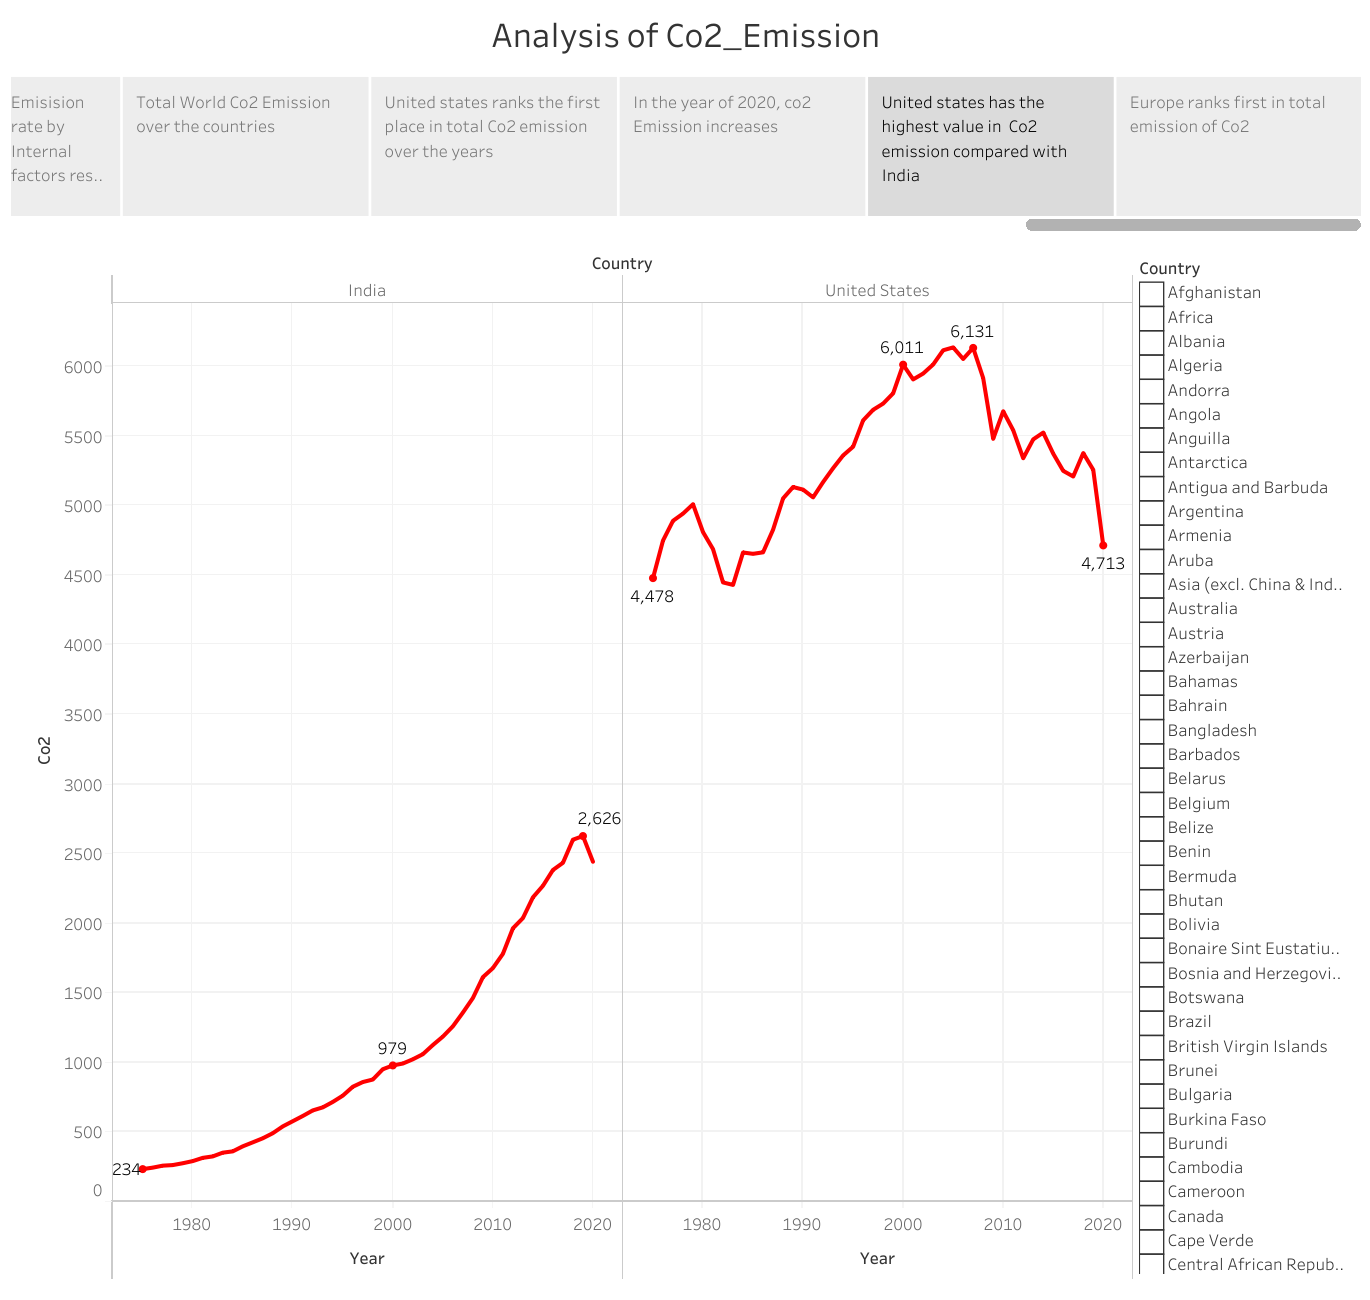 Analysis of Co2_Emission
Emisision
rate by
Internal
factors res..
Total World Co2 Emission
over the countries
United states ranks the first
place in total Co2 emission
over the years
In the year of 2020, co2
Emission increases
United states has the
highest value in  Co2
emission compared with
India
Europe ranks first in total
emission of Co2
Country
India
United States
6000
5500
5000
4500
4000
3500
3000
2500
2000
1500
1000
500
0
Co2
234
979
2,626
4,478
6,011
6,131
4,713
1980
1990
2000
2010
2020
1980
1990
2000
2010
2020
Year
Year
Country
Afghanistan
Africa
Albania
Algeria
Andorra
Angola
Anguilla
Antarctica
Antigua and Barbuda
Argentina
Armenia
Aruba
Asia (excl. China & Ind..
Australia
Austria
Azerbaijan
Bahamas
Bahrain
Bangladesh
Barbados
Belarus
Belgium
Belize
Benin
Bermuda
Bhutan
Bolivia
Bonaire Sint Eustatiu..
Bosnia and Herzegovi..
Botswana
Brazil
British Virgin Islands
Brunei
Bulgaria
Burkina Faso
Burundi
Cambodia
Cameroon
Canada
Cape Verde
Central African Repub..